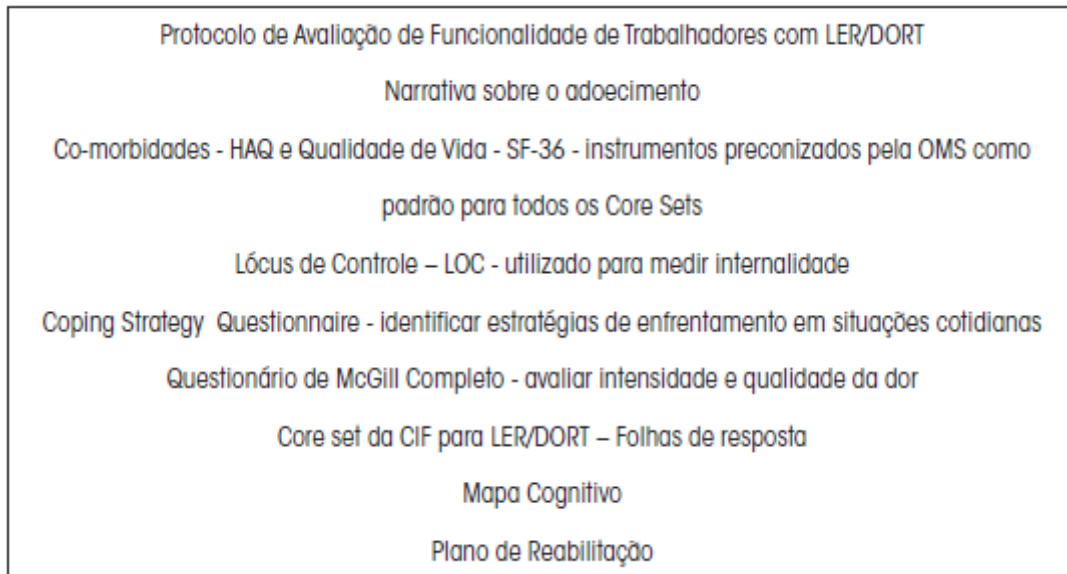 Protocolo de Avaliação de Funcionalidade de Trabalhadores com LER/DORT
Narrativa sobre o adoecimento
Co-morbidades - HAQ e Qualidade de Vida - SF-36 - instrumentos preconizados pela OMS como
padrão para todos os Core Sets
Lócus de Controle – LOC - utilizado para medir internalidade
Coping Strategy Questionnaire - identificar estratégias de enfrentamento em situações cotidianas
Questionário de McGill Completo - avaliar intensidade e qualidade da dor
Core set da CIF para LER/DORT – Folhas de resposta
Mapa Cognitivo
Plano de Reabilitação